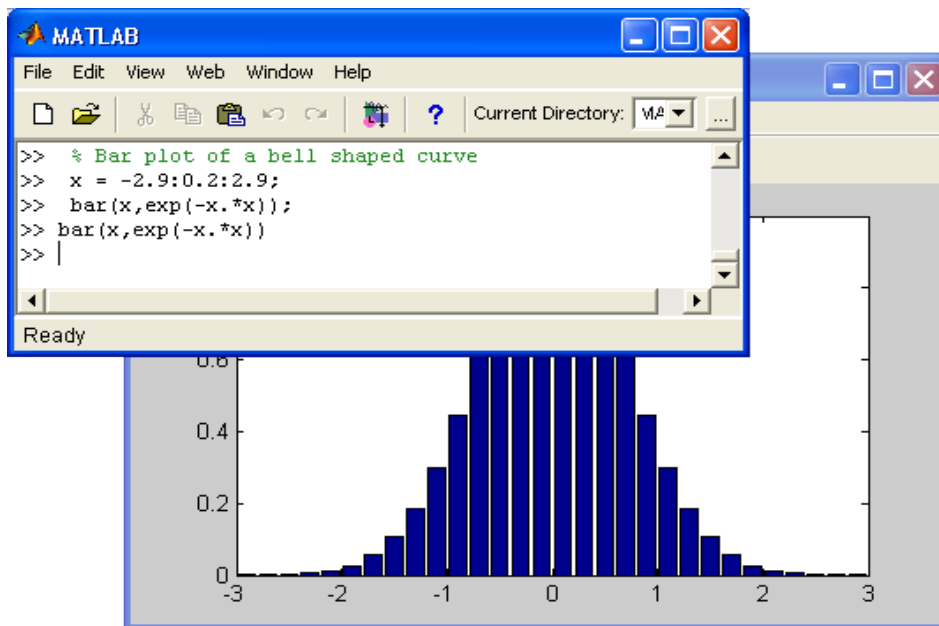 MATLAB
File Edit View Web Window Help
? Current Directory: ...
>> % Bar plot of a bell shaped curve
>> x = -2.9:0.2:2.9;
>> bar(x,exp(-x.*x));
>> bar(x,exp(-x.*x))
>>
Ready
0.6
0.4
0.2
0
-3 -2 -1 0 1 2 3